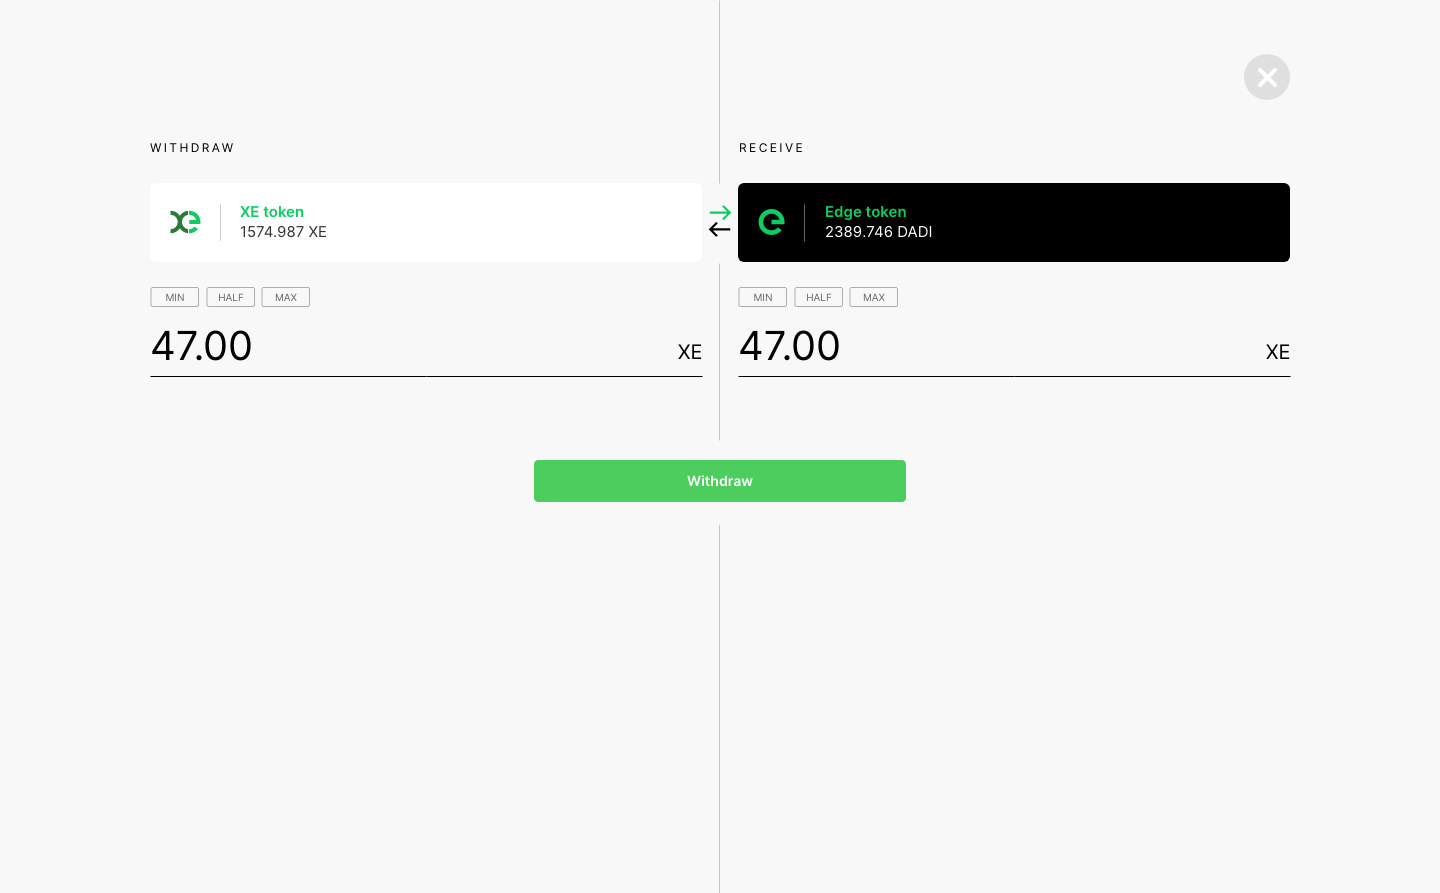 WITHDRAW
RECEIVE
xe
XE token
1574.987 XE
e
Edge token
2389.746 DADI
MIN
HALF
MAX
MIN
HALF
MAX
47.00
XE
47.00
XE
Withdraw